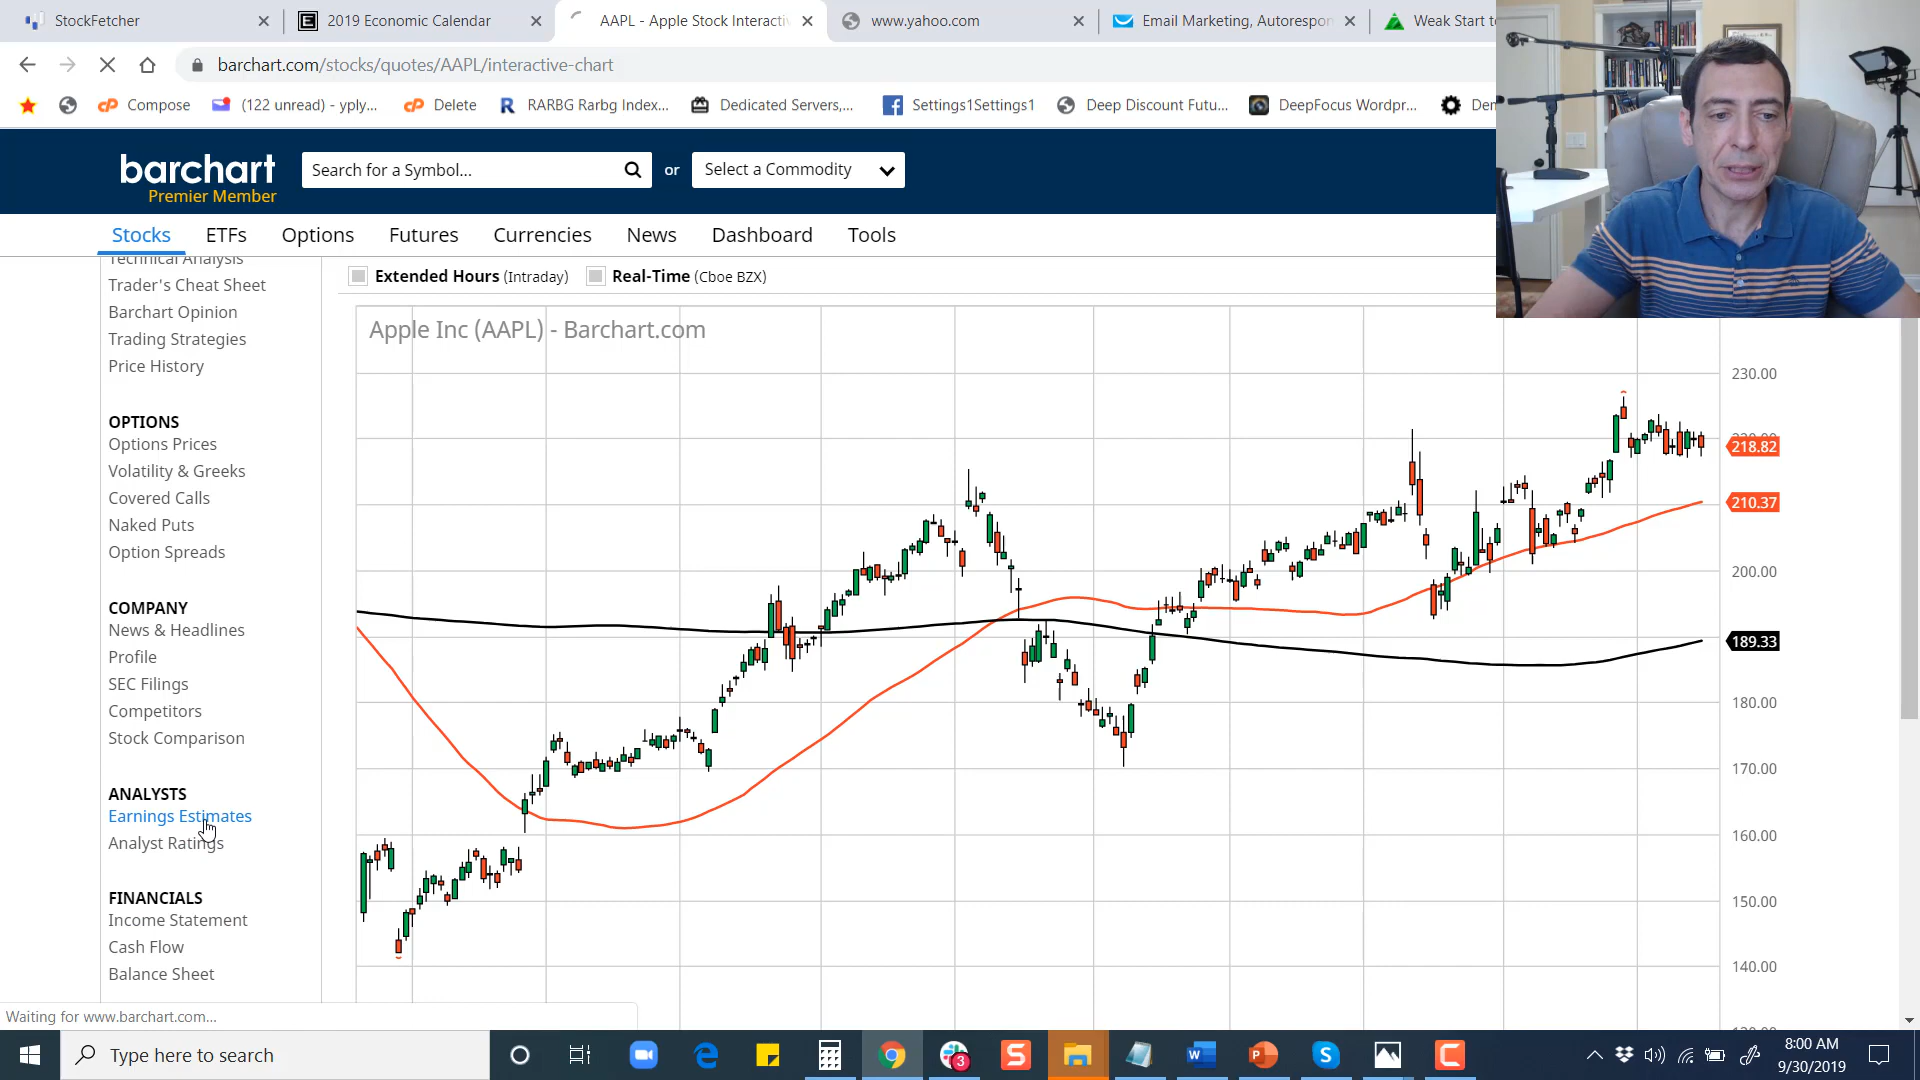 StockFetcher
2019 Economic Calendar
AAPL - Apple Stock Interacti
www.yahoo.com
Email Marketing, Autorespon
Weak Start to
barchart.com/stocks/quotes/AAPL/interactive-chart
Compose
(122 unread) - yply...
Delete
RARBG Rarbg Index...
Dedicated Servers,...
Settings1Settings1
Deep Discount Futu...
DeepFocus Wordpr...
Den
barchart
Premier Member
Search for a Symbol...
or
Select a Commodity
Stocks
ETFs
Options
Futures
Currencies
News
Dashboard
Tools
Technical Analysis
Trader's Cheat Sheet
Barchart Opinion
Trading Strategies
Price History
OPTIONS
Options Prices
Volatility & Greeks
Covered Calls
Naked Puts
Option Spreads
COMPANY
News & Headlines
Profile
SEC Filings
Competitors
Stock Comparison
ANALYSTS
Earnings Estimates
Analyst Ratings
FINANCIALS
Income Statement
Cash Flow
Balance Sheet
Extended Hours (Intraday)
Real-Time (Cboe BZX)
Apple Inc (AAPL) - Barchart.com
230.00
218.82
210.37
200.00
189.33
180.00
170.00
160.00
150.00
140.00
Waiting for www.barchart.com...
Type here to search
3
8:00 AM
9/30/2019